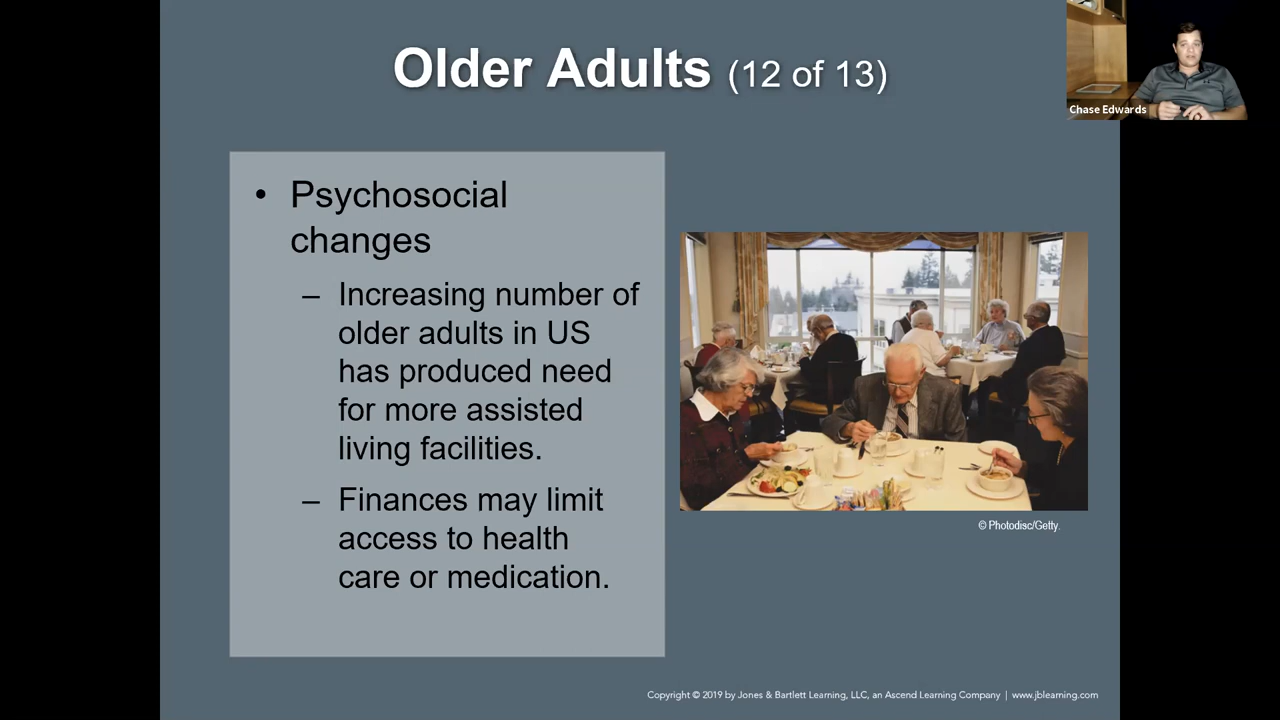 Older Adults (12 of 13)
Chase Edwards
• Psychosocial
changes
– Increasing number of
older adults in US
has produced need
for more assisted
living facilities.
– Finances may limit
access to health
care or medication.
© Photodisc/Getty.
Copyright © 2019 by Jones & Bartlett Learning, LLC, an Ascend Learning Company | www.jblearning.com